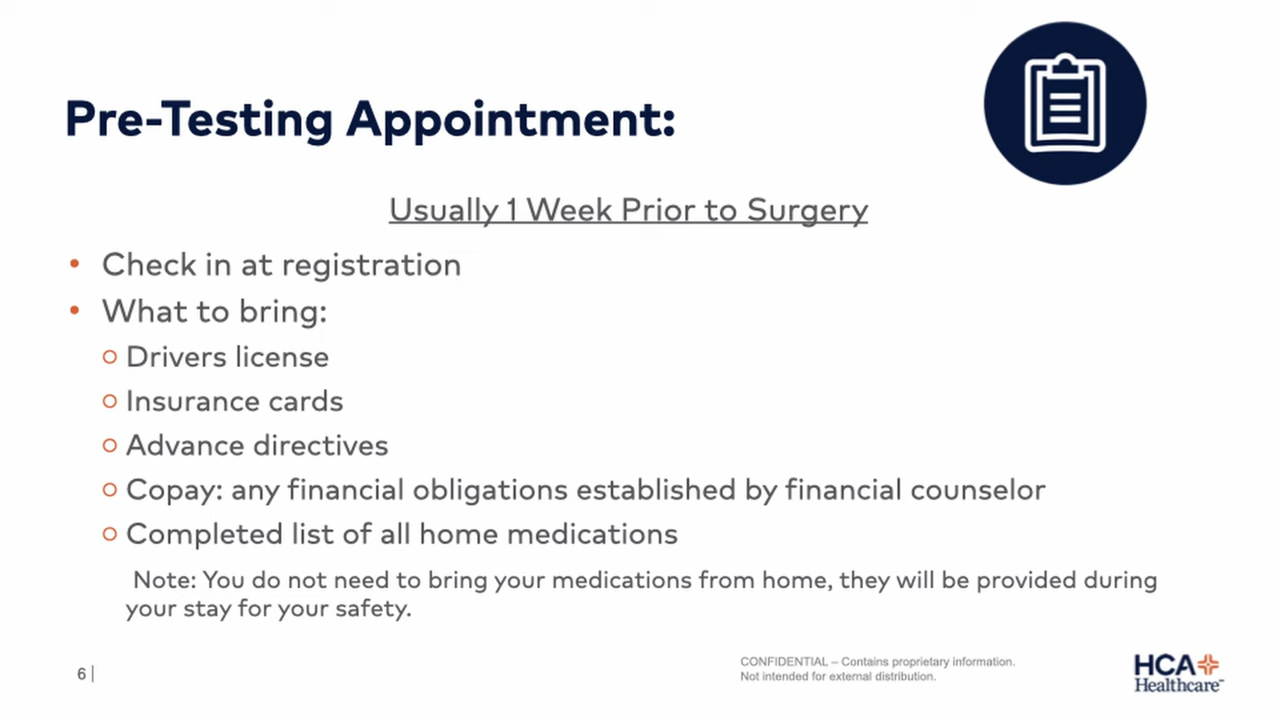 Pre-Testing Appointment:
Usually 1 Week Prior to Surgery
• Check in at registration
• What to bring:
o Drivers license
o Insurance cards
o Advance directives
o Copay: any financial obligations established by financial counselor
o Completed list of all home medications
Note: You do not need to bring your medications from home, they will be provided during
your stay for your safety.
6 |
CONFIDENTIAL – Contains proprietary information.
Not intended for external distribution.
HCA
Healthcare™